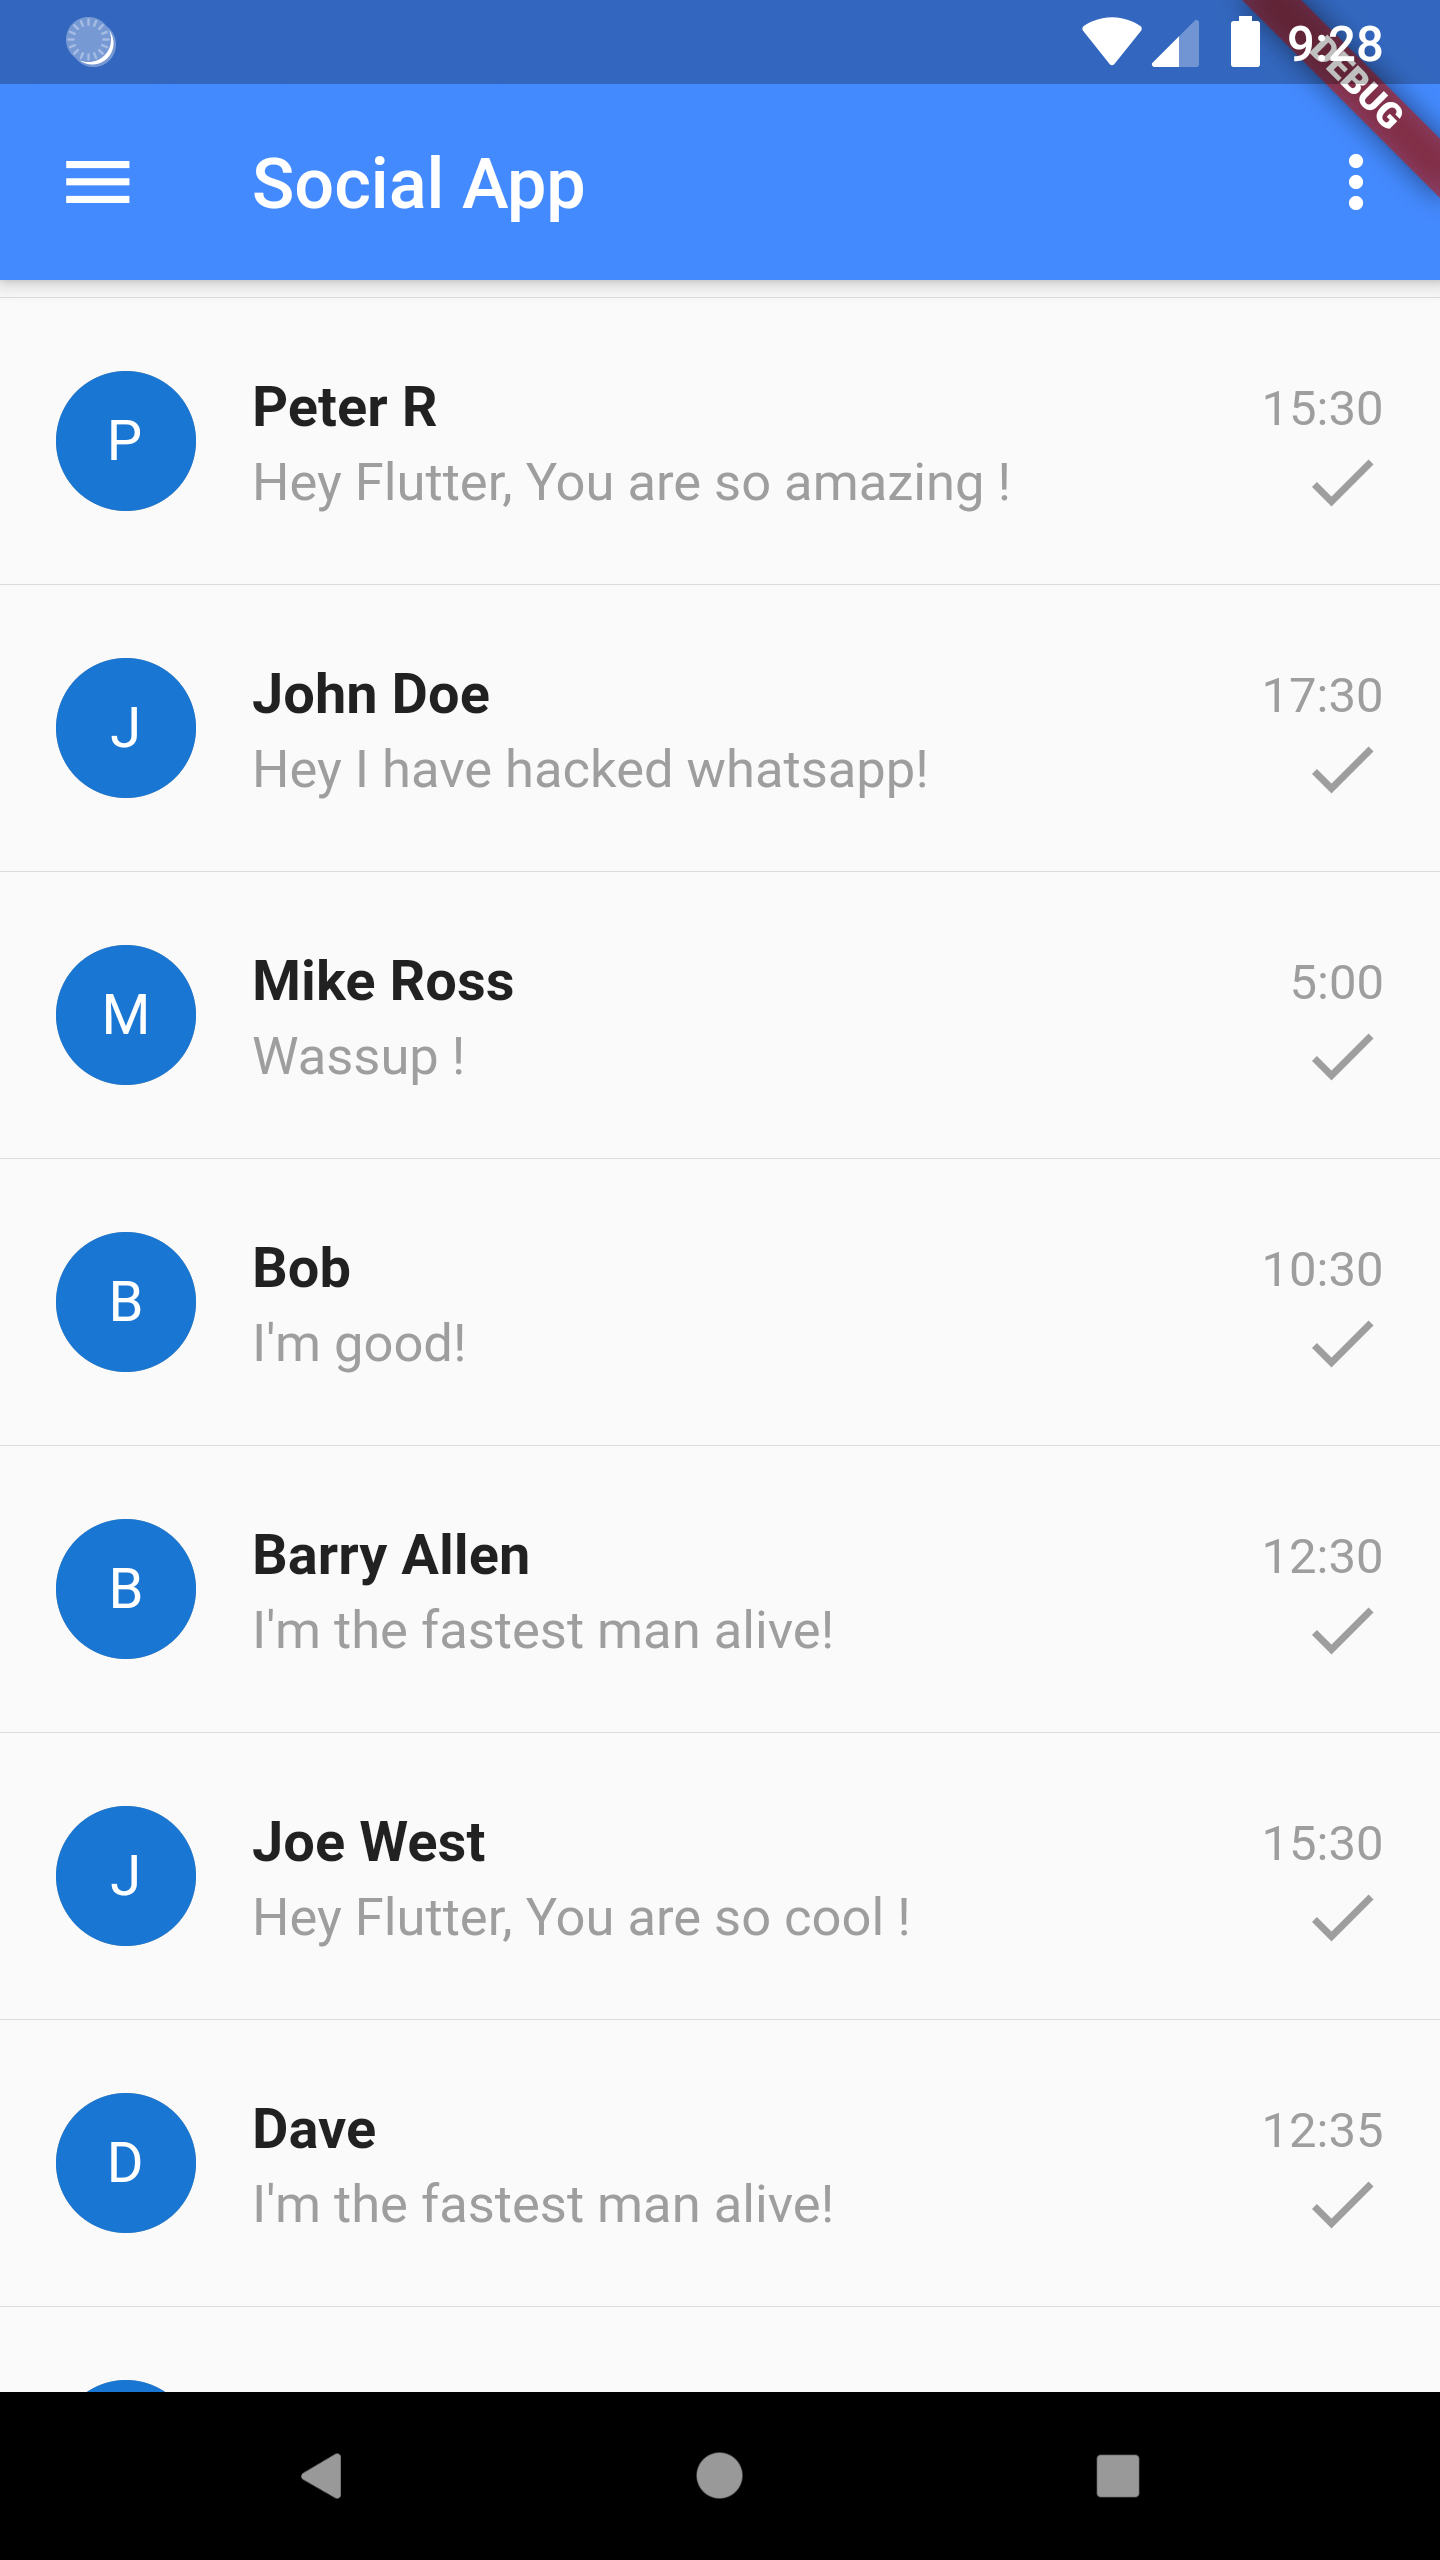 9:28
DEBUG
Social App
P
Peter R
15:30
Hey Flutter, You are so amazing !
J
John Doe
17:30
Hey I have hacked whatsapp!
M
Mike Ross
5:00
Wassup !
B
Bob
10:30
I'm good!
B
Barry Allen
12:30
I'm the fastest man alive!
J
Joe West
15:30
Hey Flutter, You are so cool !
D
Dave
12:35
I'm the fastest man alive!